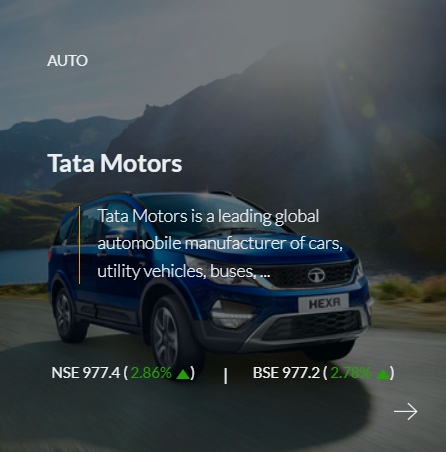 AUTO
Tata Motors
Tata Motors is a leading global
automobile manufacturer of cars,
utility vehicles, buses, ...
HEXA
NSE 977.4 ( 2.86% ▲) | BSE 977.2 ( 2.78% ▲)